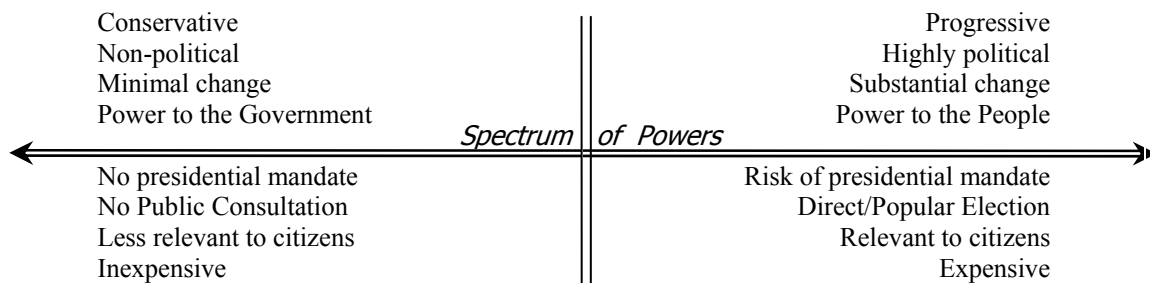 Conservative
Progressive
Non-political
Highly political
Minimal change
Substantial change
Power to the Government
Power to the People
Spectrum of Powers
No presidential mandate
Risk of presidential mandate
No Public Consultation
Direct/Popular Election
Less relevant to citizens
Relevant to citizens
Inexpensive
Expensive